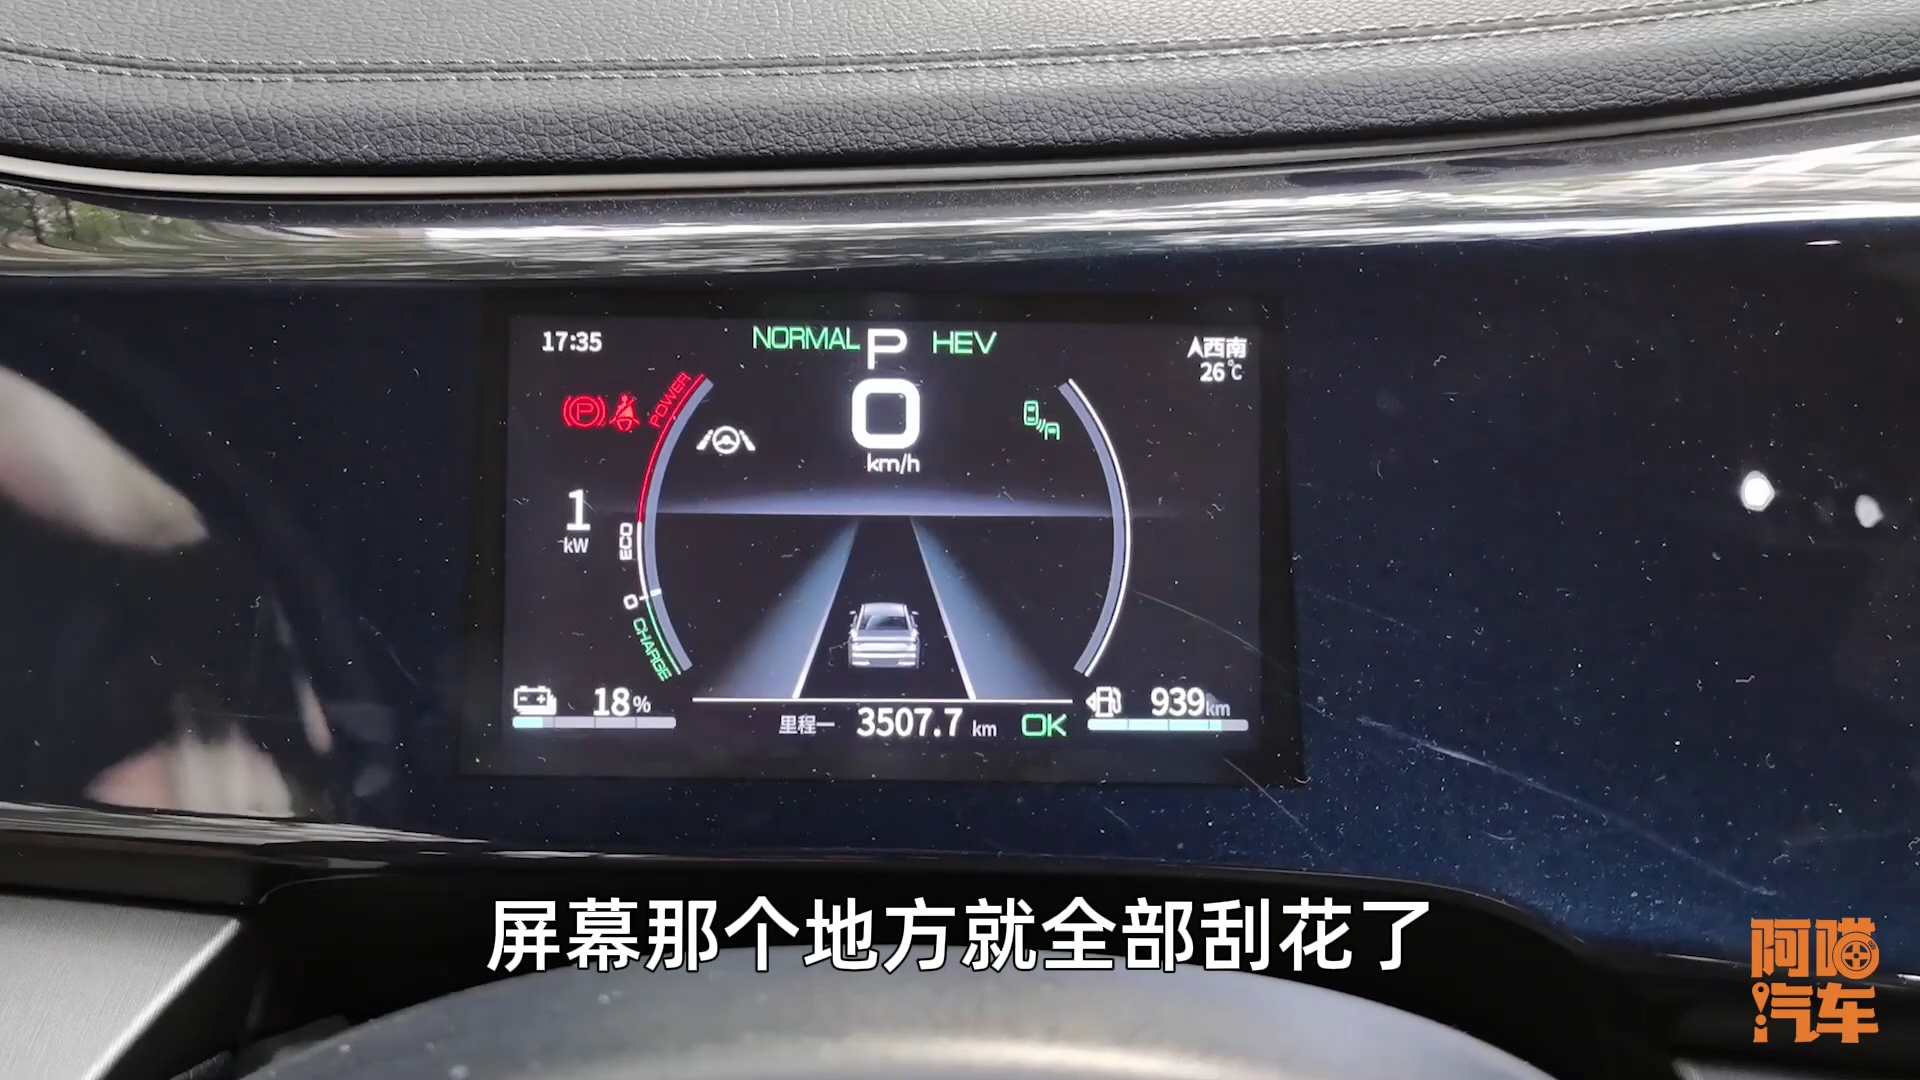 17:35
NORMAL P HEV
西南
26℃
POWER
0
km/h
1
kW
ECO
0
CHARGE
18%
里程一 3507.7 km OK
939km
屏幕那个地方就全部刮花了
阿喵
汽车